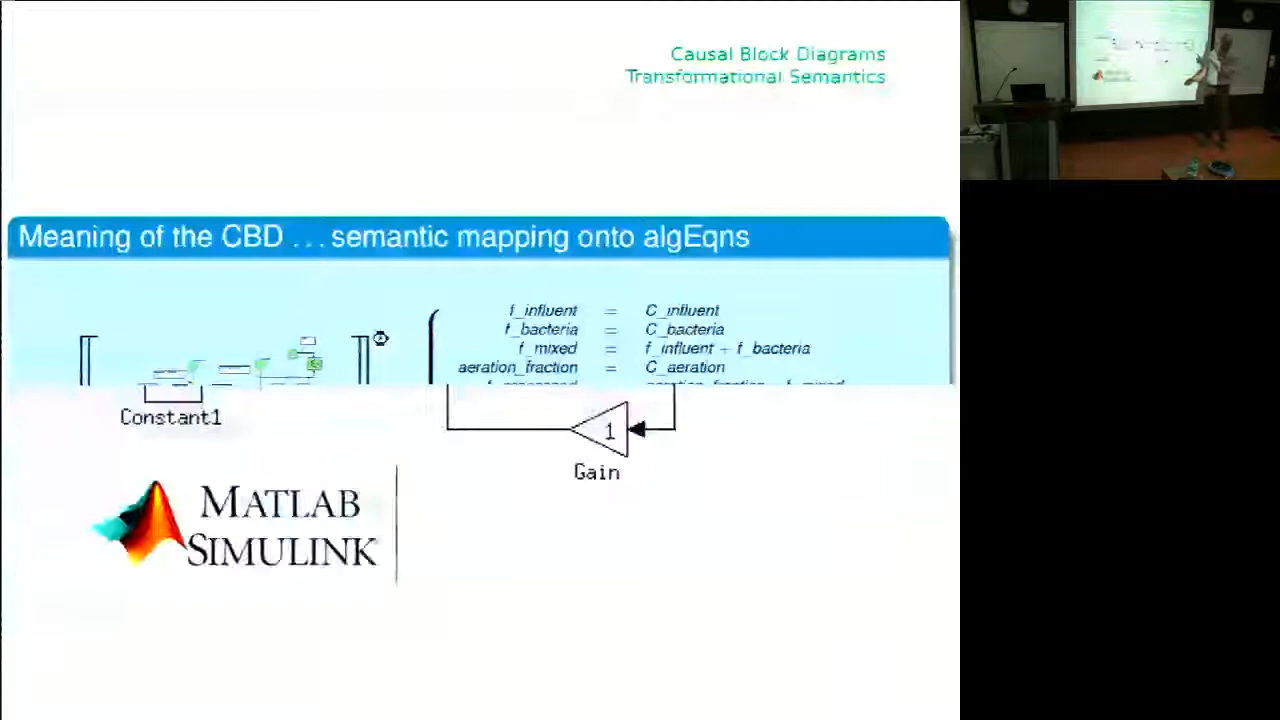 Causal Block Diagrams
Transformational Semantics
Meaning of the CBD ... semantic mapping onto algEqns
f_influent = C_influent
f_bacteria = C_bacteria
f_mixed = f_influent + f_bacteria
aeration_fraction = C_aeration
Constant1
1
Gain
MATLAB
SIMULINK